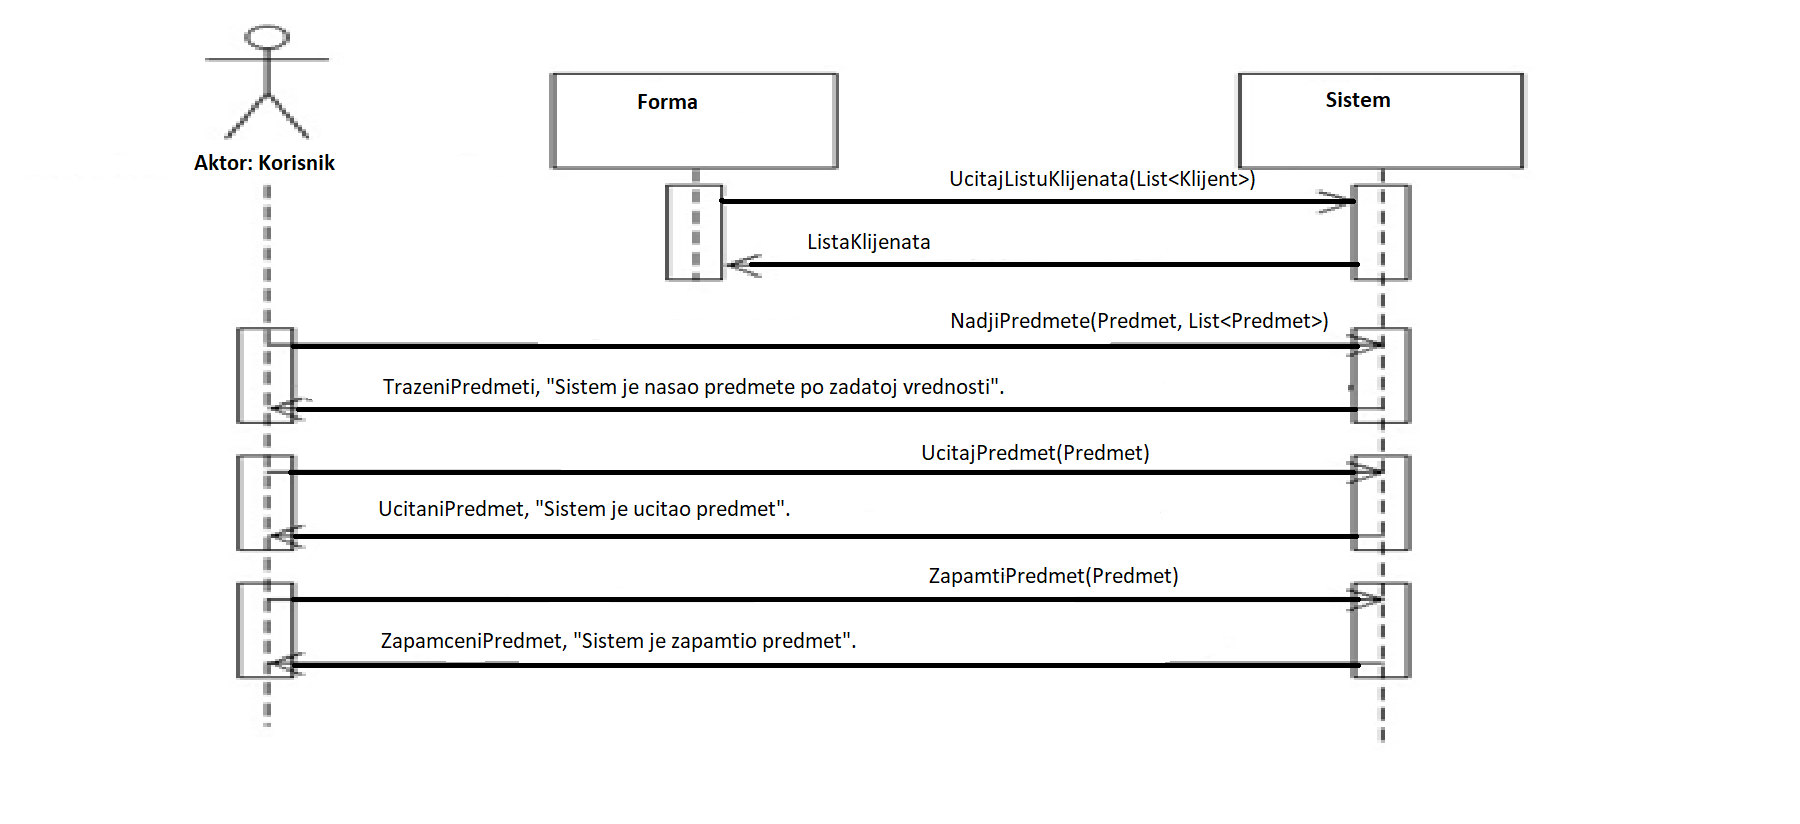 Forma
Sistem
Aktor: Korisnik
UcitajListuKlijenata(List<Klijent>)
ListaKlijenata
NadjiPredmete(Predmet, List<Predmet>)
TrazeniPredmeti, "Sistem je nasao predmete po zadatoj vrednosti".
UcitajPredmet(Predmet)
UcitaniPredmet, "Sistem je ucitao predmet".
ZapamtiPredmet(Predmet)
ZapamceniPredmet, "Sistem je zapamtio predmet".